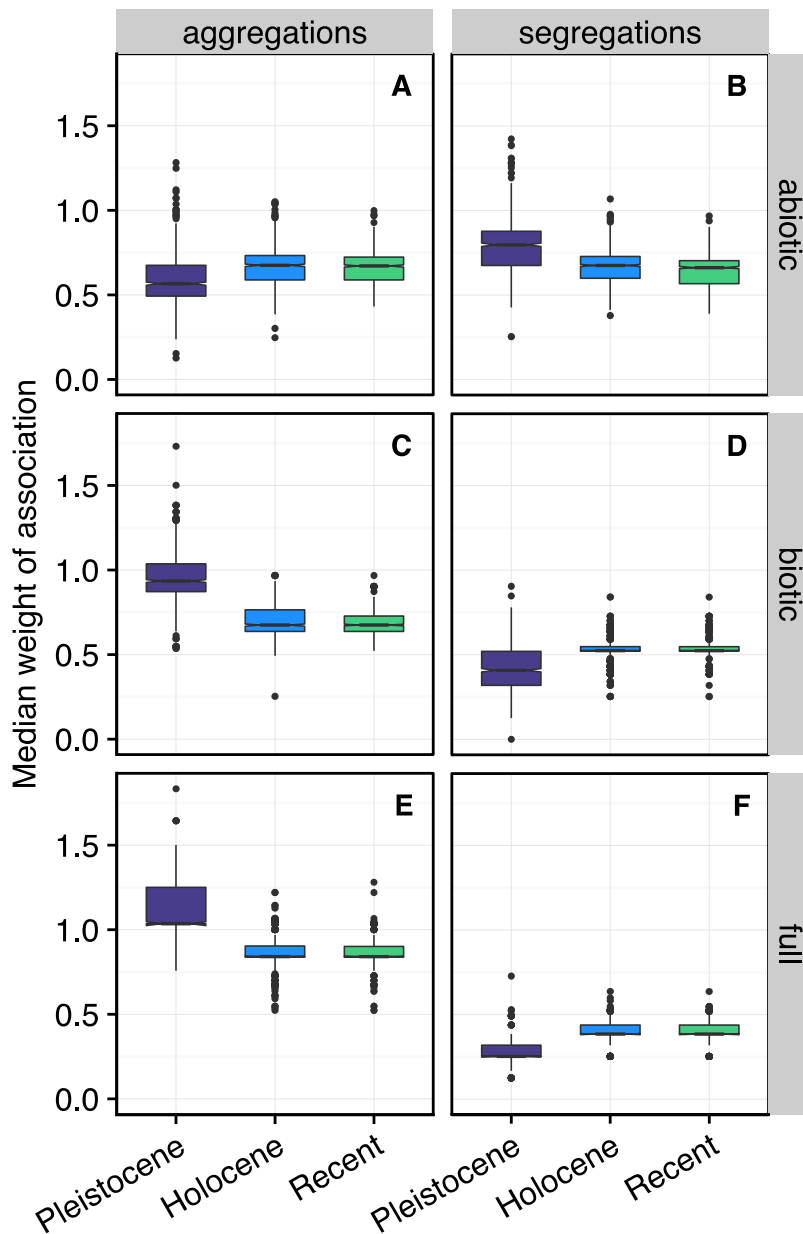 aggregations
segregations
A
B
abiotic
1.5
1.0
0.5
0.0
C
D
biotic
1.5
1.0
0.5
0.0
E
F
full
1.5
1.0
0.5
0.0
Median weight of association
Pleistocene
Holocene
Recent
Pleistocene
Holocene
Recent